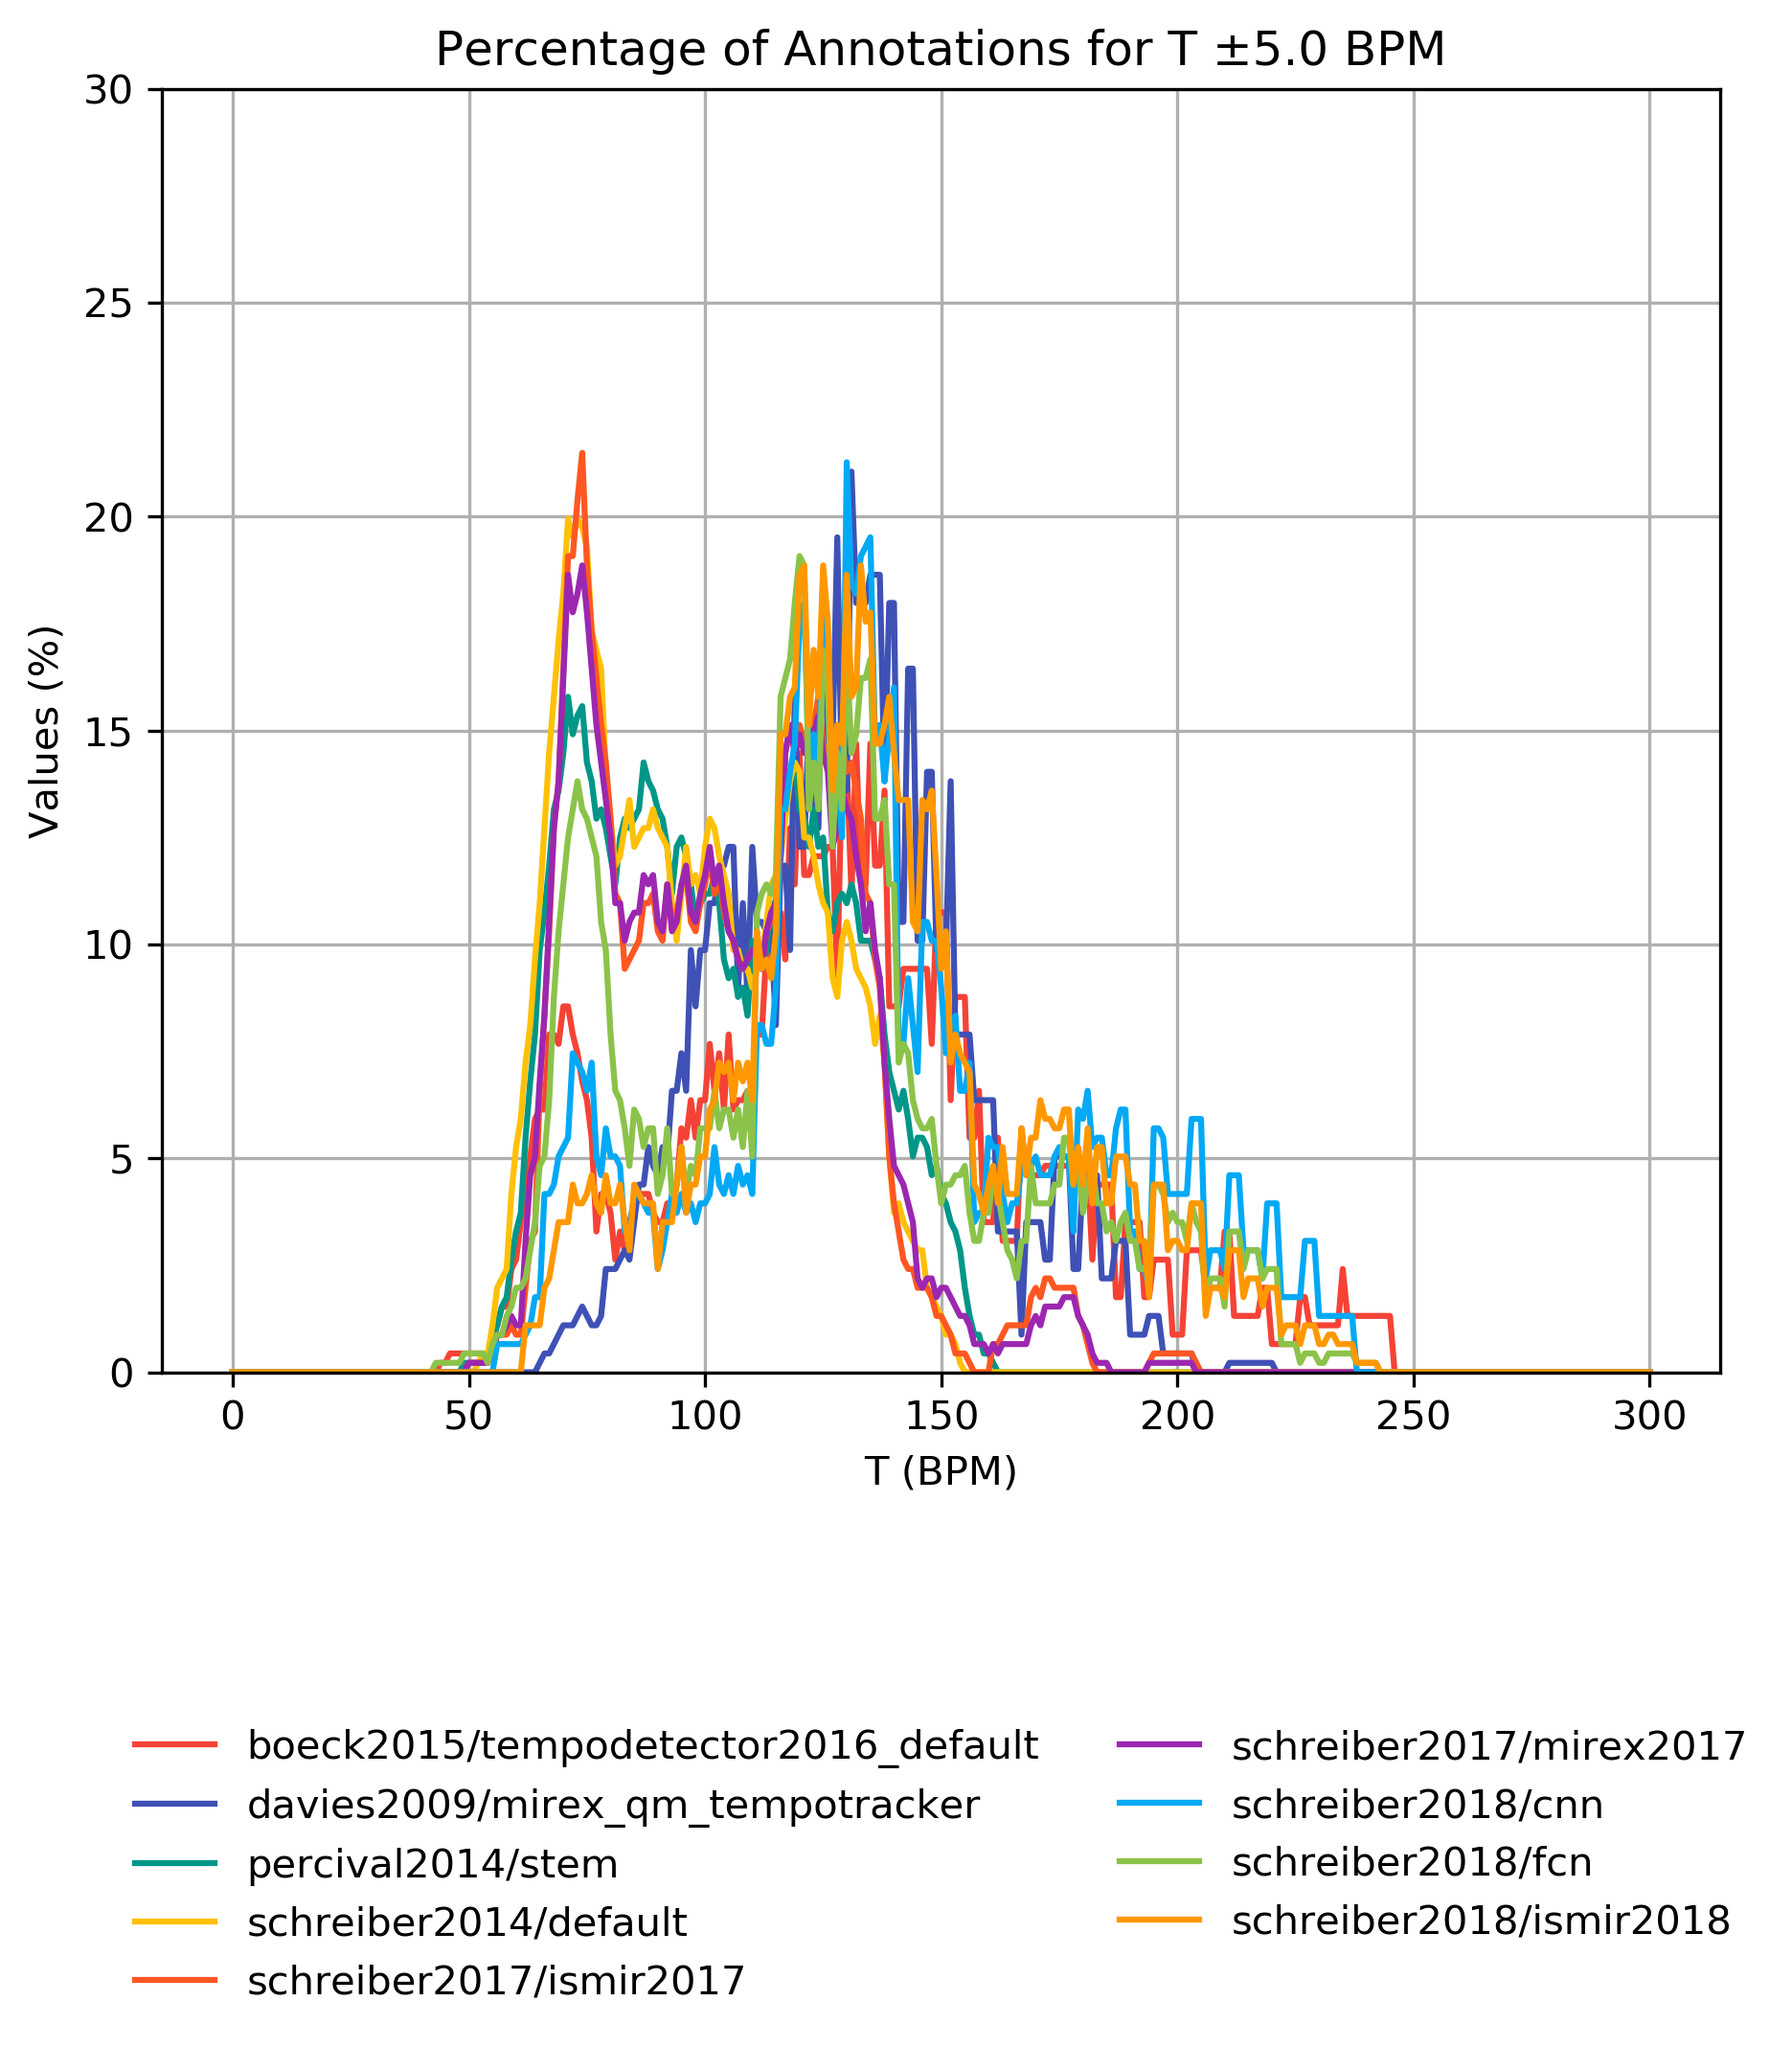 Percentage of Annotations for T ±5.0 BPM
30
25
20
15
10
5
0
Values (%)
0 50 100 150 200 250 300
T (BPM)
boeck2015/tempodetector2016_default
davies2009/mirex_qm_tempotracker
percival2014/stem
schreiber2014/default
schreiber2017/ismir2017
schreiber2017/mirex2017
schreiber2018/cnn
schreiber2018/fcn
schreiber2018/ismir2018